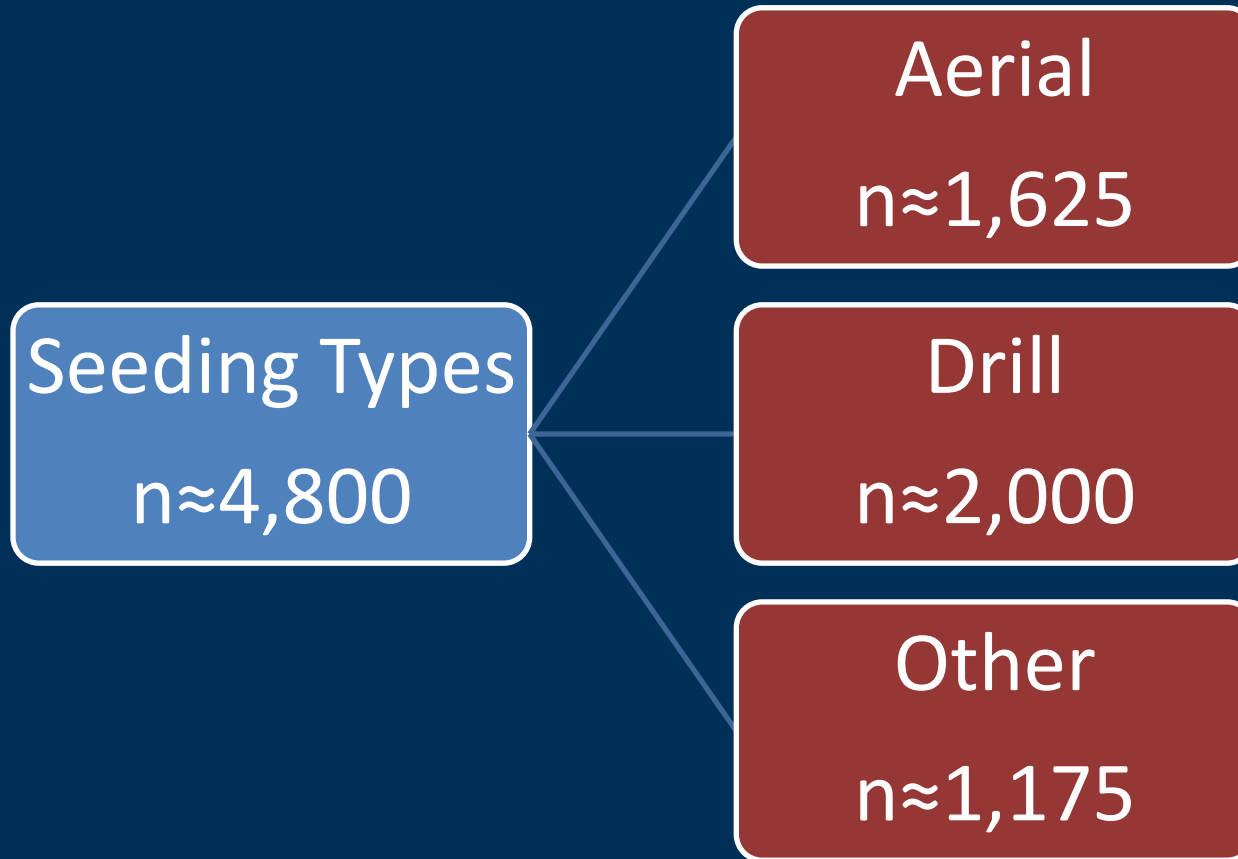 Seeding Types
n≈4,800
Aerial
n≈1,625
Drill
n≈2,000
Other
n≈1,175